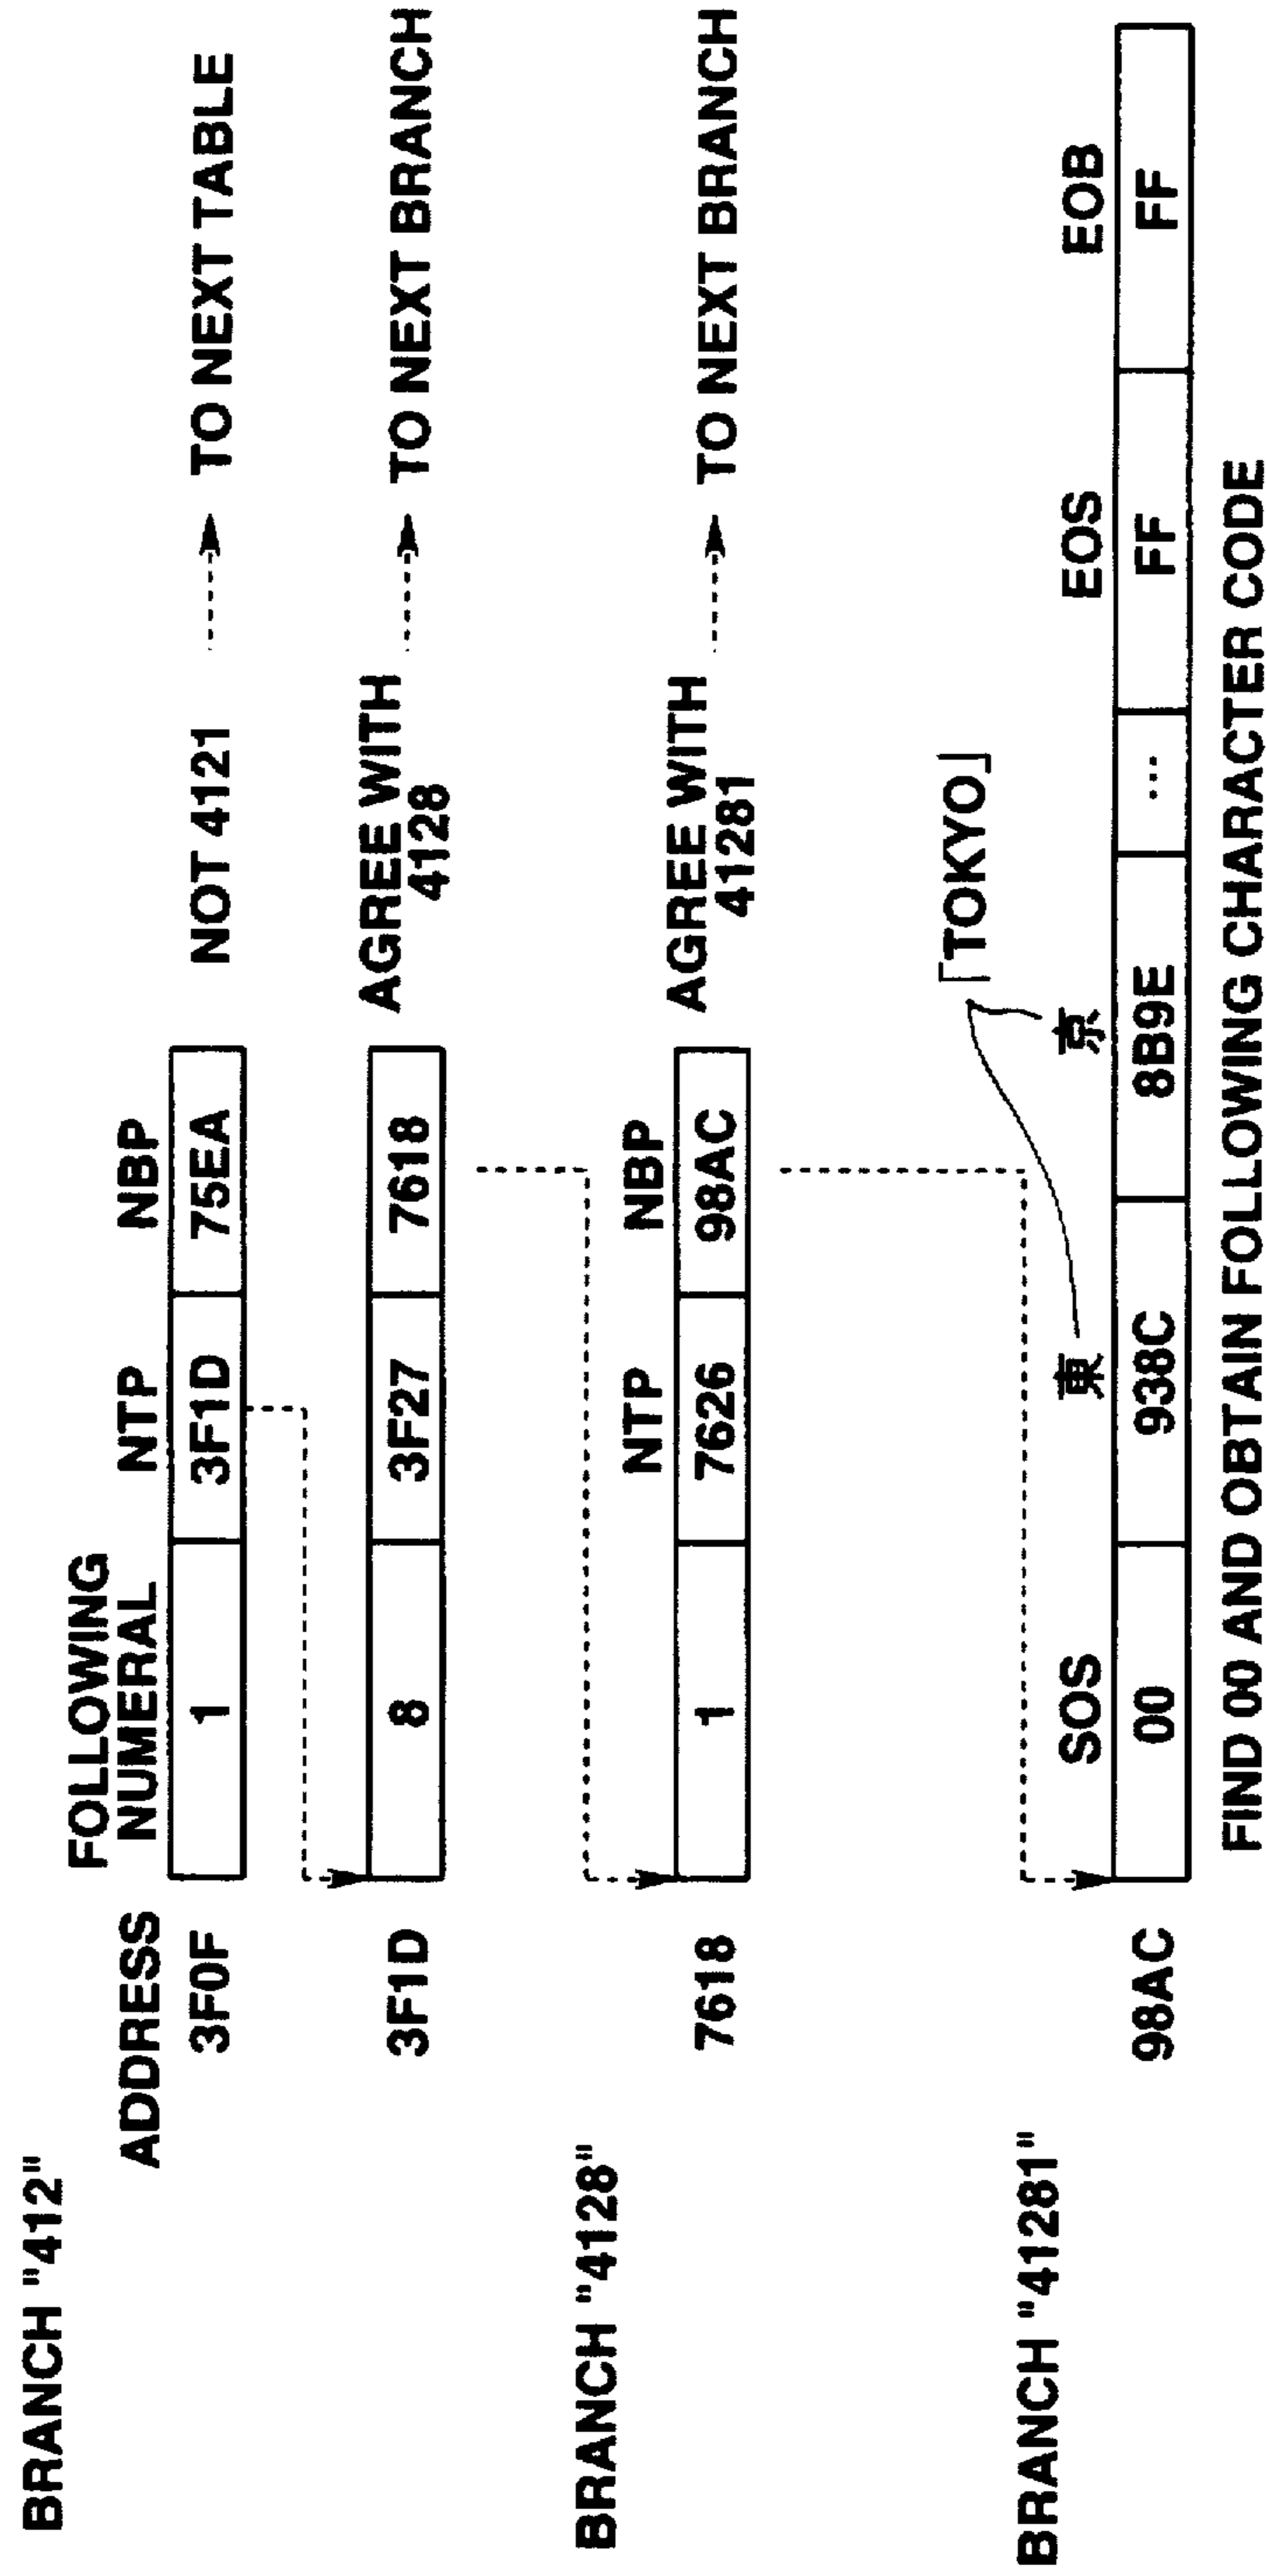 BRANCH "412"
FOLLOWING
ADDRESS NUMERAL NTP NBP
3F0F 1 3F1D 75EA NOT 4121 TO NEXT TABLE
3F1D 8 3F27 7618 AGREE WITH TO NEXT BRANCH
4128
BRANCH "4128"
NTP NBP
7618 1 7626 98AC AGREE WITH TO NEXT BRANCH
41281
「TOKYO」
BRANCH "41281"
SOS 東 京 EOS EOB
98AC 00 938C 8B9E ... FF FF
FIND 00 AND OBTAIN FOLLOWING CHARACTER CODE